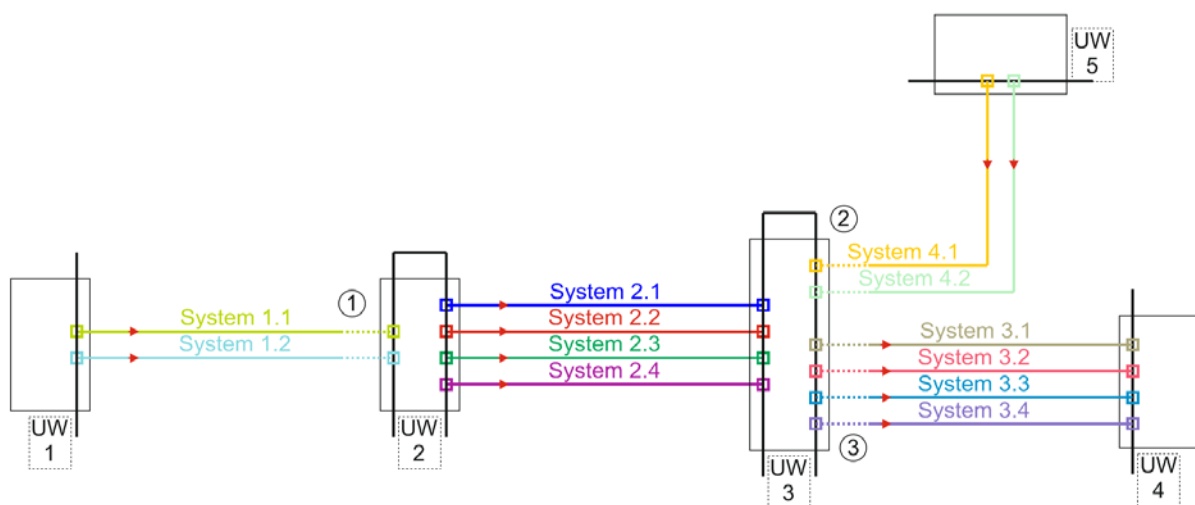 UW
5
2
System 4.1
System 4.2
1
System 2.1
System 1.1
System 2.2
System 1.2
System 2.3
System 2.4
System 3.1
System 3.2
System 3.3
System 3.4
3
UW
1
UW
2
UW
3
UW
4